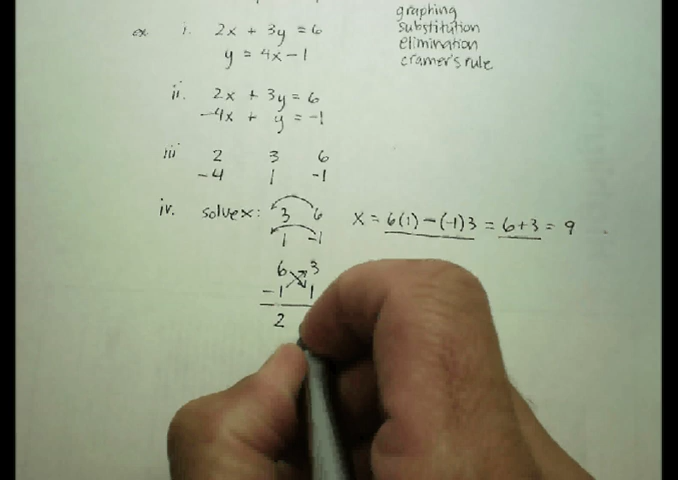 graphing
substitution
elimination
cramer's rule
ex i. 2x + 3y = 6
y = 4x - 1
ii. 2x + 3y = 6
-4x + y = -1
iii 2 3 6
-4 1 -1
iv. solve x: 3 6
1 -1
x = 6(1) - (-1)3 = 6+3 = 9
6 3
-1 1
2